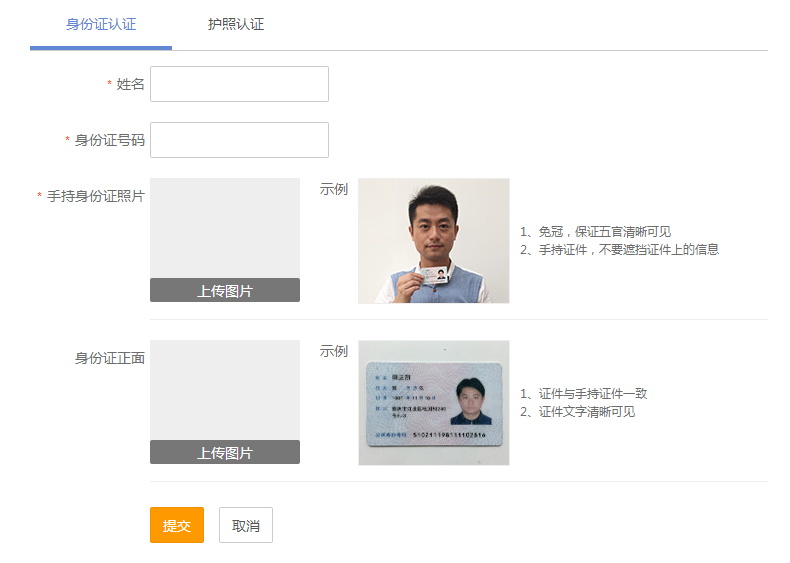 身份证认证
护照认证
* 姓名
* 身份证号码
* 手持身份证照片
上传图片
示例
1、免冠，保证五官清晰可见
2、手持证件，不要遮挡证件上的信息
身份证正面
上传图片
示例
1、证件与手持证件一致
2、证件文字清晰可见
提交
取消